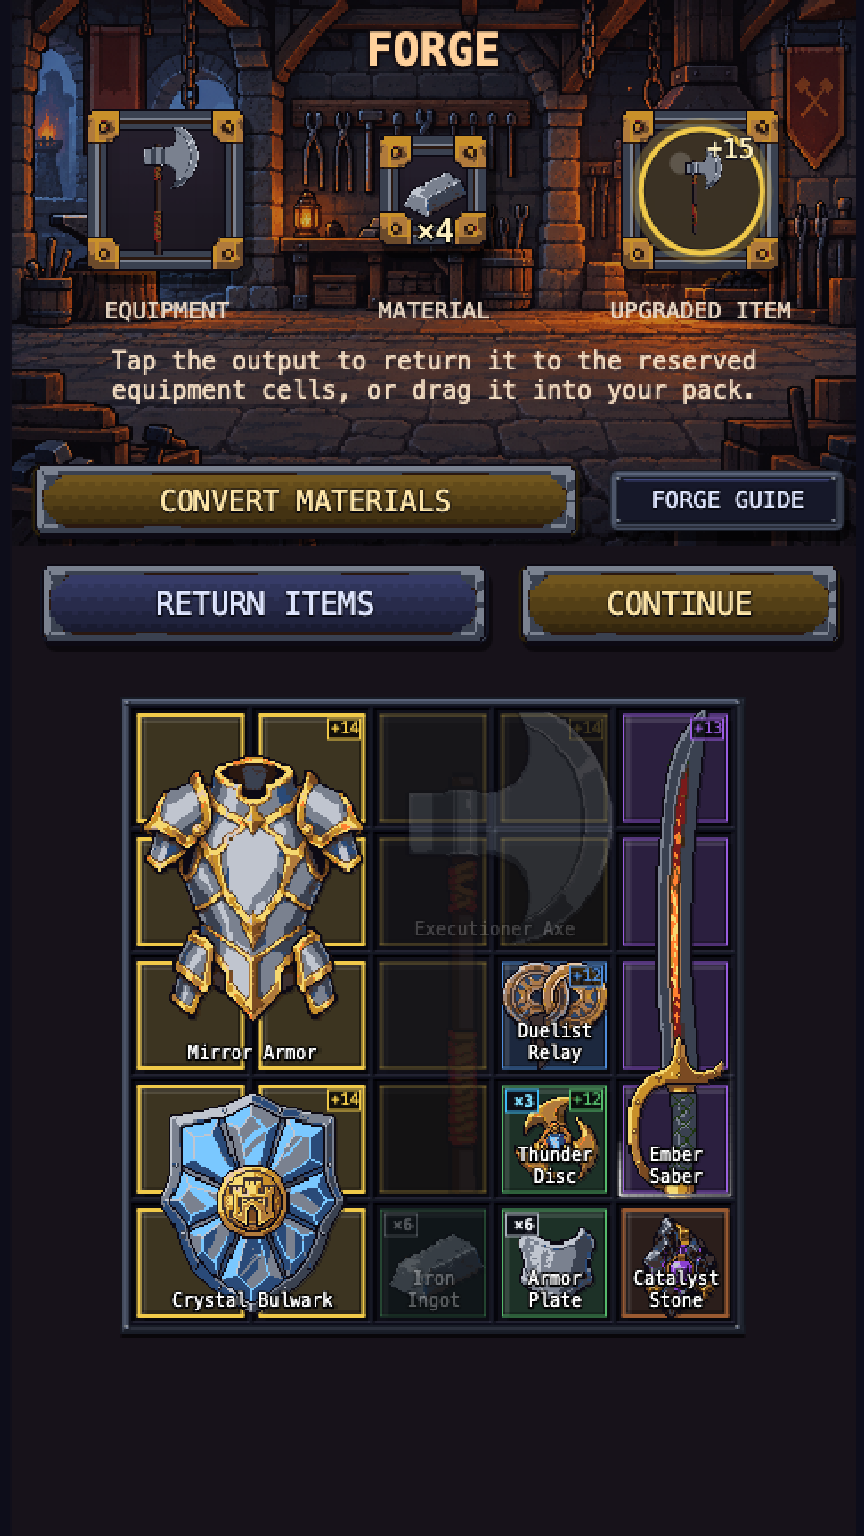 FORGE
+15
×4
EQUIPMENT
MATERIAL
UPGRADED ITEM
Tap the output to return it to the reserved
equipment cells, or drag it into your pack.
CONVERT MATERIALS
FORGE GUIDE
RETURN ITEMS
CONTINUE
+14
+14
+13
Executioner Axe
+12
Duelist
Relay
Mirror Armor
+14
×3
+12
Thunder
Disc
Ember
Saber
×6
×6
Iron
Ingot
Armor
Plate
Catalyst
Stone
Crystal Bulwark